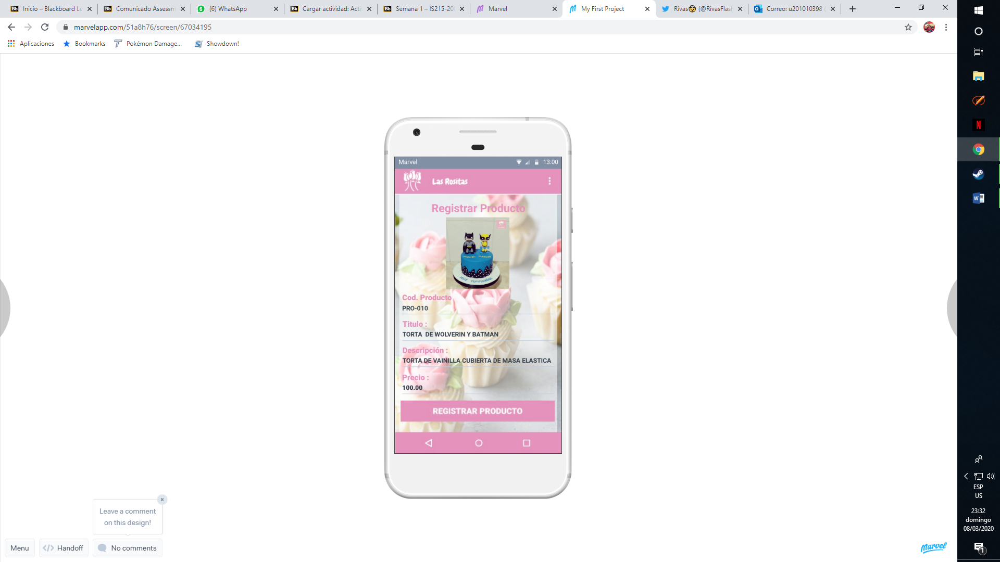 Inicio – Blackboard Le
Comunicado Assessm
(6) WhatsApp
Cargar actividad: Acti
Semana 1 – IS215-200
Marvel
My First Project
Rivas (@RivasFlash
Correo: u201010398
marvelapp.com/51a8h76/screen/67034195
Aplicaciones
Bookmarks
Pokémon Damage...
Showdown!
Marvel
13:00
Las Rositas
Registrar Producto
FELIZ CUMPLEAÑOS
Cod. Producto
PRO-010
Titulo :
TORTA DE WOLVERIN Y BATMAN
Descripción :
TORTA DE VAINILLA CUBIERTA DE MASA ELASTICA
Precio :
100.00
REGISTRAR PRODUCTO
Leave a comment
on this design!
Menu
Handoff
No comments
Marvel
ESP
US
23:32
domingo
08/03/2020
1